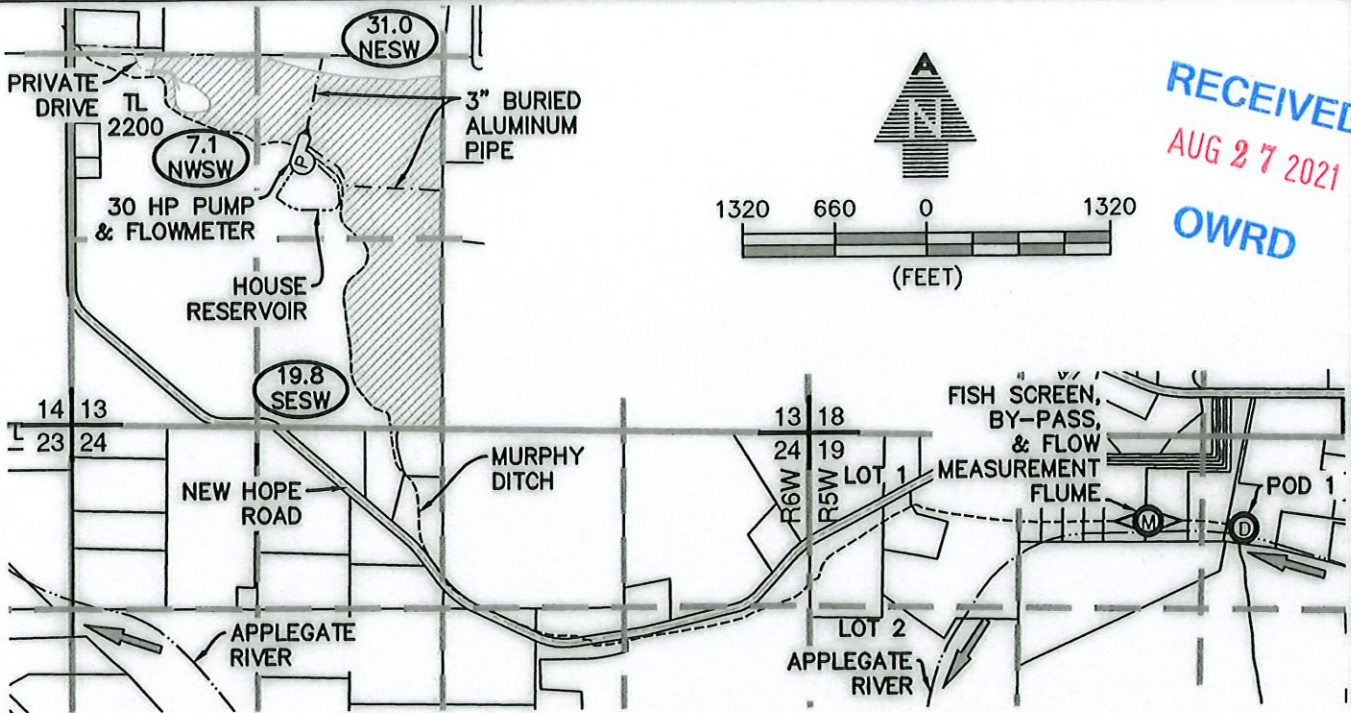 31.0
NESW
PRIVATE
DRIVE
TL
2200
7.1
NWSW
3" BURIED
ALUMINUM
PIPE
P
30 HP PUMP
& FLOWMETER
HOUSE
RESERVOIR
19.8
SESW
A
N
1320 660 0 1320
(FEET)
RECEIVED
AUG 27 2021
OWRD
14 13
23 24
NEW HOPE
ROAD
MURPHY
DITCH
APPLEGATE
RIVER
13 18
24 19
R6W
R5W
LOT 1
LOT 2
APPLEGATE
RIVER
FISH SCREEN,
BY-PASS,
& FLOW
MEASUREMENT
FLUME
M
D
POD 1